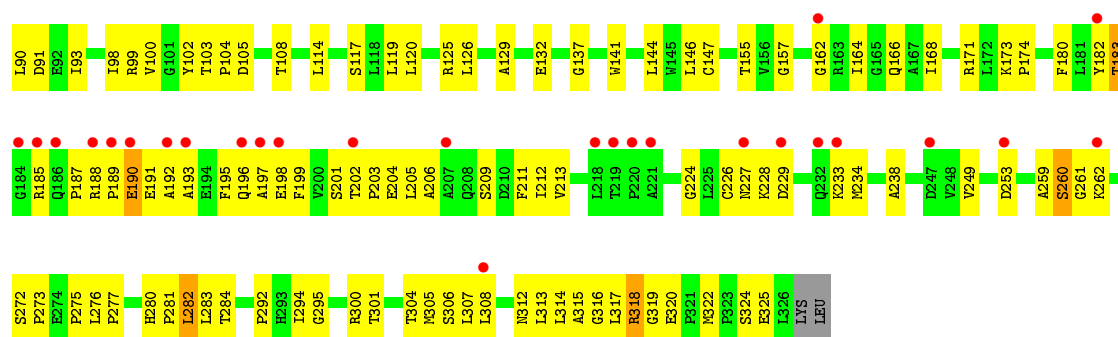 L90 D91 E92 I93 I98 R99 V100 G101 Y102 T103 P104 D105 T108 L114 S117 L118 L119 L120 R125 L126 A129 E132 G137 W141 L144 W145 L146 C147 T155 V156 G157 G162 R163 I164 G165 Q166 A167 I168 R171 L172 K173 P174 F180 L181 Y182 T183
G184 R185 Q186 P187 R188 P189 E190 E191 A192 A193 E194 F195 Q196 A197 E198 F199 V200 S201 T202 P203 E204 L205 A206 A207 Q208 S209 D210 F211 I212 V213 L218 T219 P220 A221 G224 L225 C226 N227 K228 D229 Q232 K233 M234 A238 D247 V248 V249 D253 A259 S260 G261 K262
S272 P273 E274 P275 L276 P277 H280 P281 L282 L283 T284 P292 H293 I294 G295 R300 T301 T304 M305 S306 L307 L308 N312 L313 L314 A315 G316 L317 R318 G319 E320 P321 M322 P323 S324 E325 L326 LYS LEU